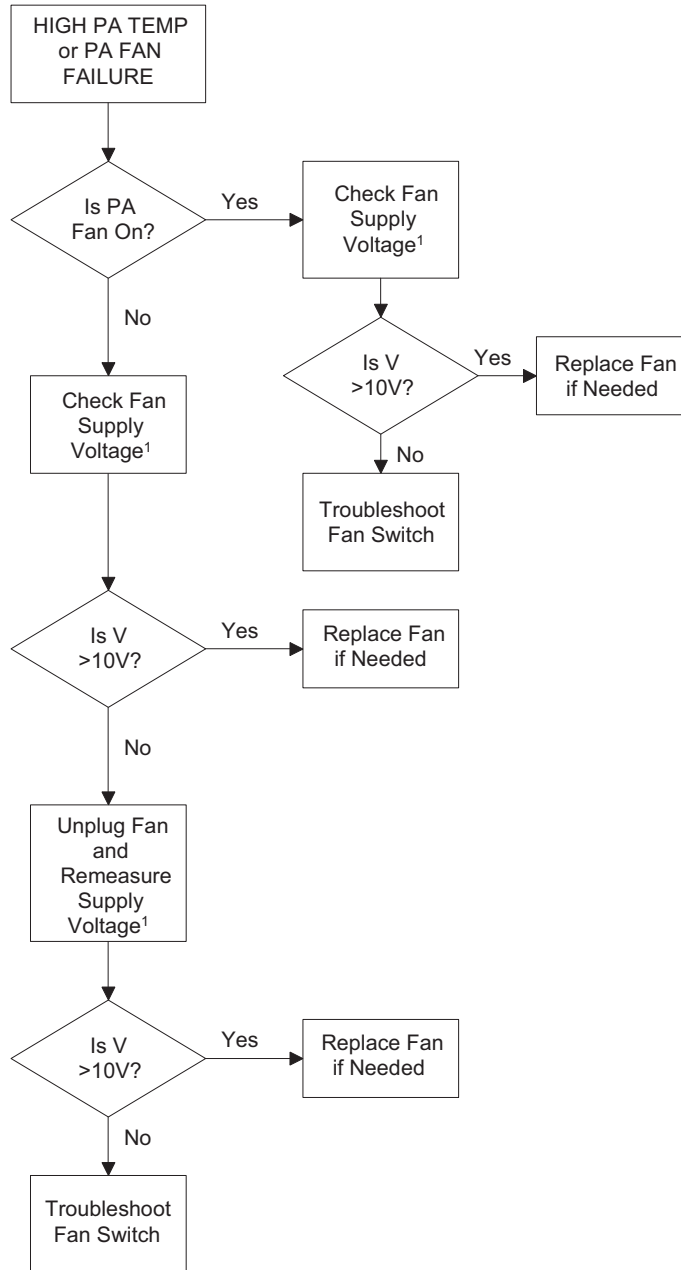 HIGH PA TEMP
or PA FAN
FAILURE
Is PA
Fan On?
Yes
Check Fan
Supply
Voltage¹
No
Is V
>10V?
Yes
Replace Fan
if Needed
No
Troubleshoot
Fan Switch
Check Fan
Supply
Voltage¹
Is V
>10V?
Yes
Replace Fan
if Needed
No
Unplug Fan
and
Remeasure
Supply
Voltage¹
Is V
>10V?
Yes
Replace Fan
if Needed
No
Troubleshoot
Fan Switch